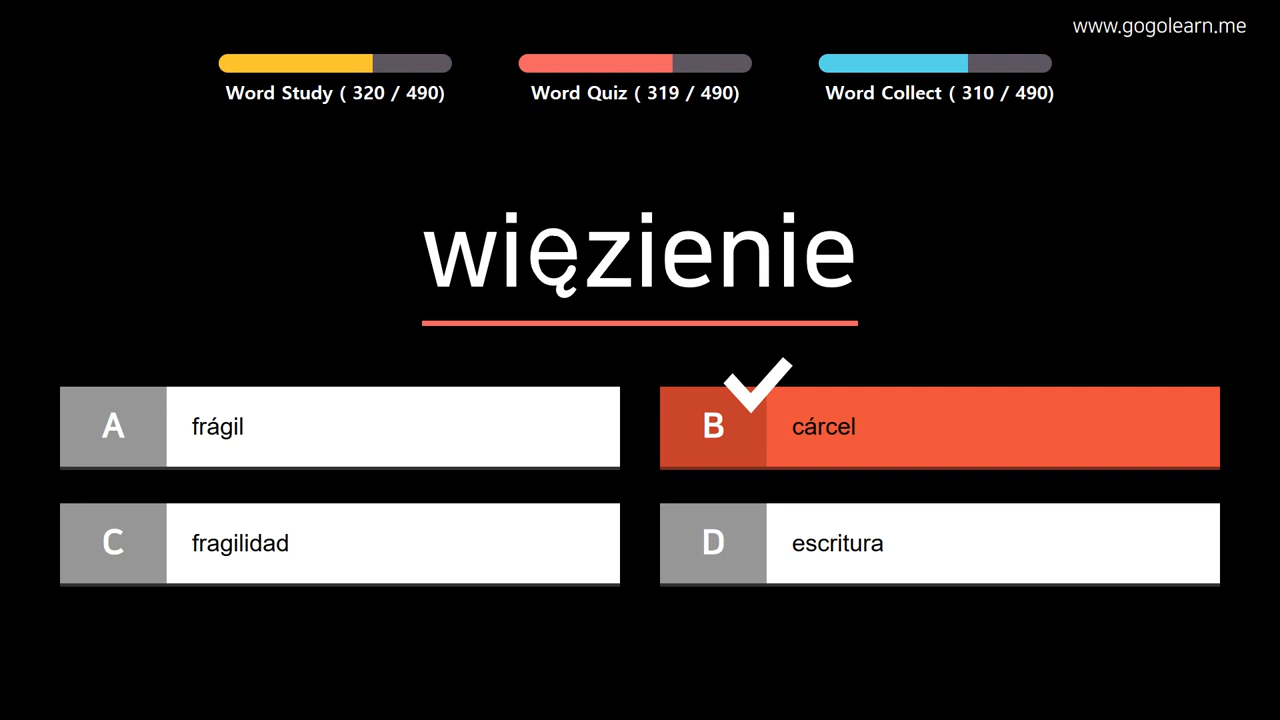 www.gogolearn.me
Word Study ( 320 / 490)
Word Quiz ( 319 / 490)
Word Collect ( 310 / 490)
więzienie
A frágil
B cárcel
C fragilidad
D escritura